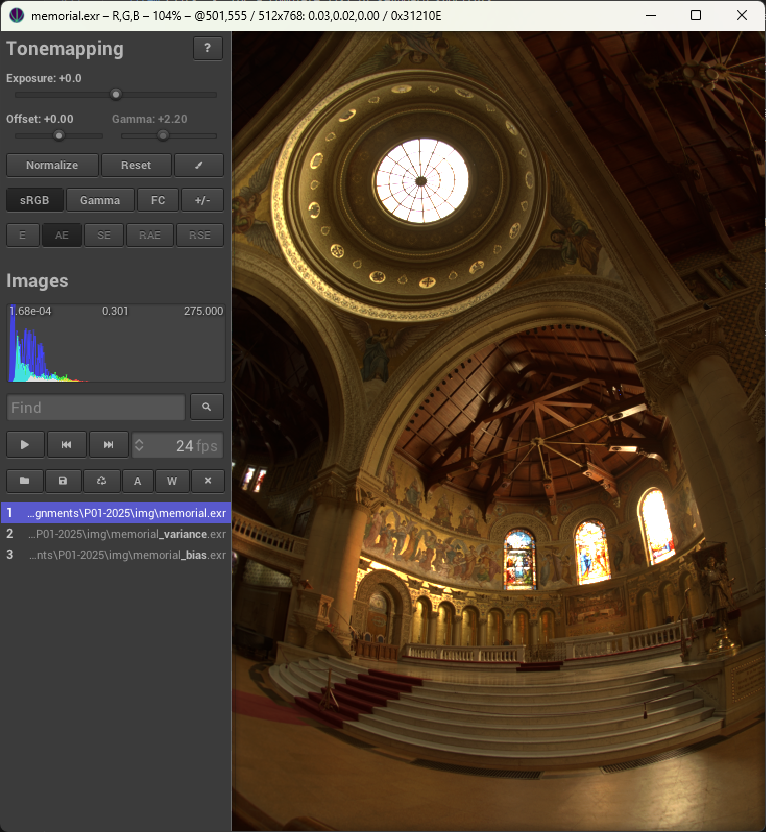 memorial.exr – R,G,B – 104% – @501,555 / 512x768: 0.03,0.02,0.00 / 0x31210E
Tonemapping ?
Exposure: +0.0
Offset: +0.00 Gamma: +2.20
Normalize Reset
sRGB Gamma FC +/-
E AE SE RAE RSE
Images
1.68e-04 0.301 275.000
Find
24 fps
A W
1 ...gnments\P01-2025\img\memorial.exr
2 ...P01-2025\img\memorial_variance.exr
3 ...nts\P01-2025\img\memorial_bias.exr